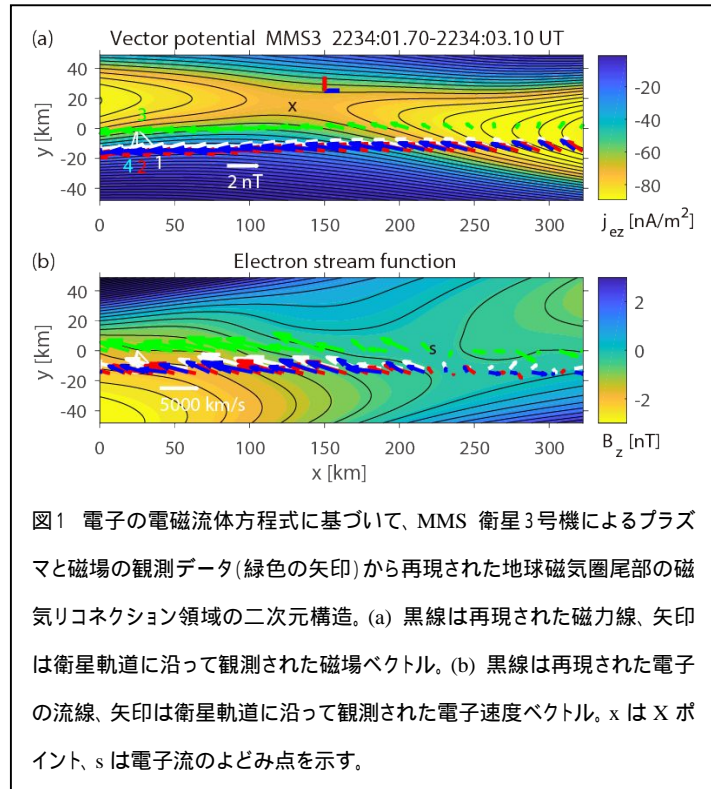 (a) Vector potential MMS3 2234:01.70-2234:03.10 UT
40
20
0
-20
-40
y [km]
x
3
4 2 1
2 nT
0 50 100 150 200 250 300
-20
-40
-60
-80
j_ez [nA/m²]
(b) Electron stream function
40
20
0
-20
-40
y [km]
s
5000 km/s
0 50 100 150 200 250 300
x [km]
2
0
-2
B_z [nT]
図1 電子の電磁流体方程式に基づいて、MMS 衛星3号機によるプラズ
マと磁場の観測データ(緑色の矢印)から再現された地球磁気圏尾部の磁
気リコネクション領域の二次元構造。(a) 黒線は再現された磁力線、矢印
は衛星軌道に沿って観測された磁場ベクトル。(b) 黒線は再現された電子
の流線、矢印は衛星軌道に沿って観測された電子速度ベクトル。x は X ポ
イント、s は電子流のよどみ点を示す。